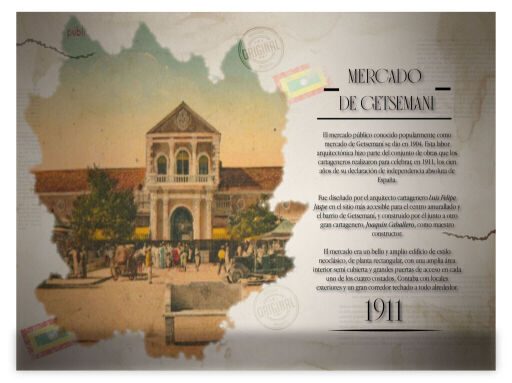 publi
ORIGINAL
MERCADO
DE GETSEMANI
El mercado público conocido popularmente como
mercado de Getsemaní se dio en 1904. Esta labor
arquitectónica hizo parte del conjunto de obras que los
cartageneros realizaron para celebrar, en 1911, los cien
años de su declaración de independencia absoluta de
España.
Fue diseñado por el arquitecto cartagenero Luis Felipe
Jaspe en el sitio más accesible para el centro amurallado y
el barrio de Getsemaní, y construido por él junto a otro
gran cartagenero, Joaquín Caballero, como maestro
constructor.
El mercado era un bello y amplio edificio de estilo
neoclásico, de planta rectangular, con una amplia área
interior semi cubierta y grandes puertas de acceso en cada
uno de los cuatro costados. Contaba con locales
exteriores y un gran corredor techado a todo alrededor.
ORIGINAL
1911